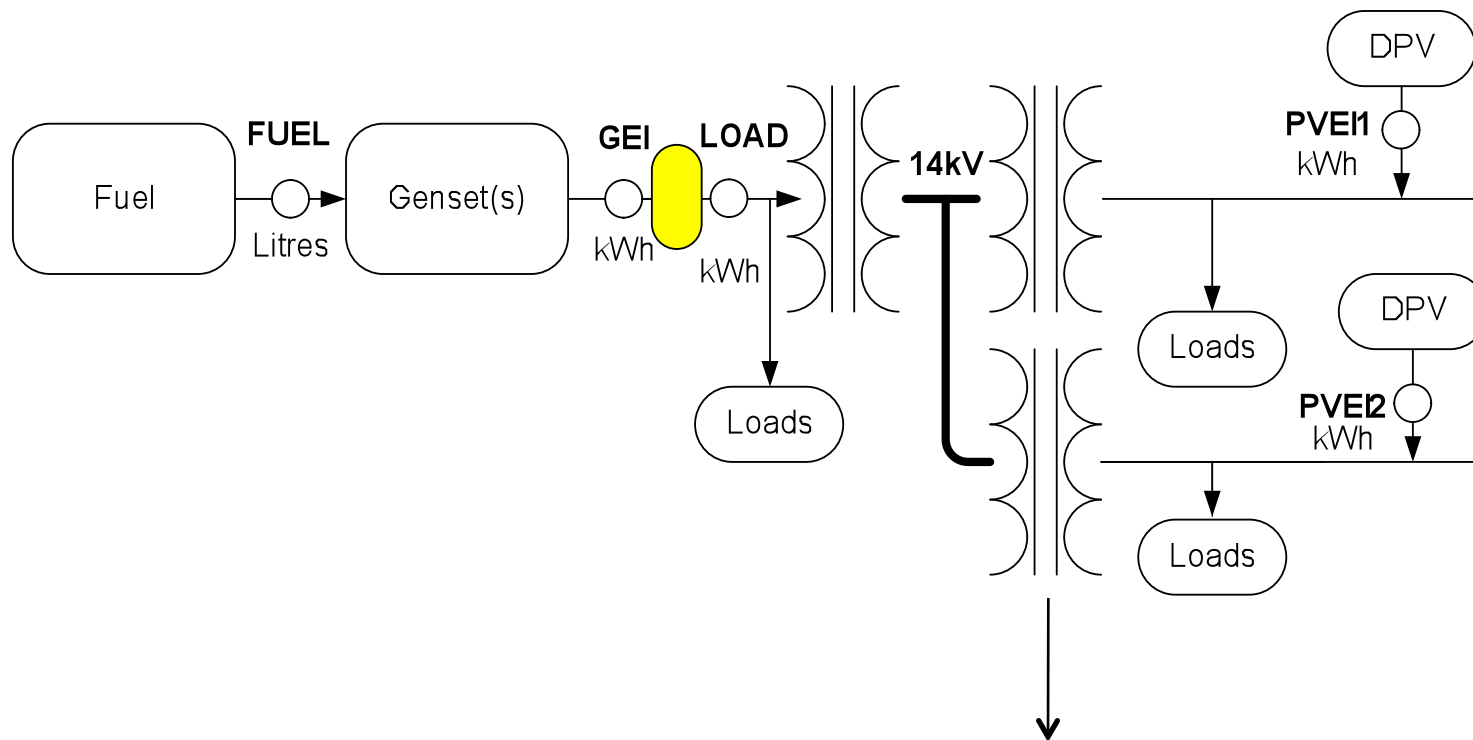 DPV
PVEI1
kWh
FUEL
GEI
LOAD
14kV
Fuel
Genset(s)
Litres
kWh
kWh
DPV
Loads
PVEI2
kWh
Loads
Loads